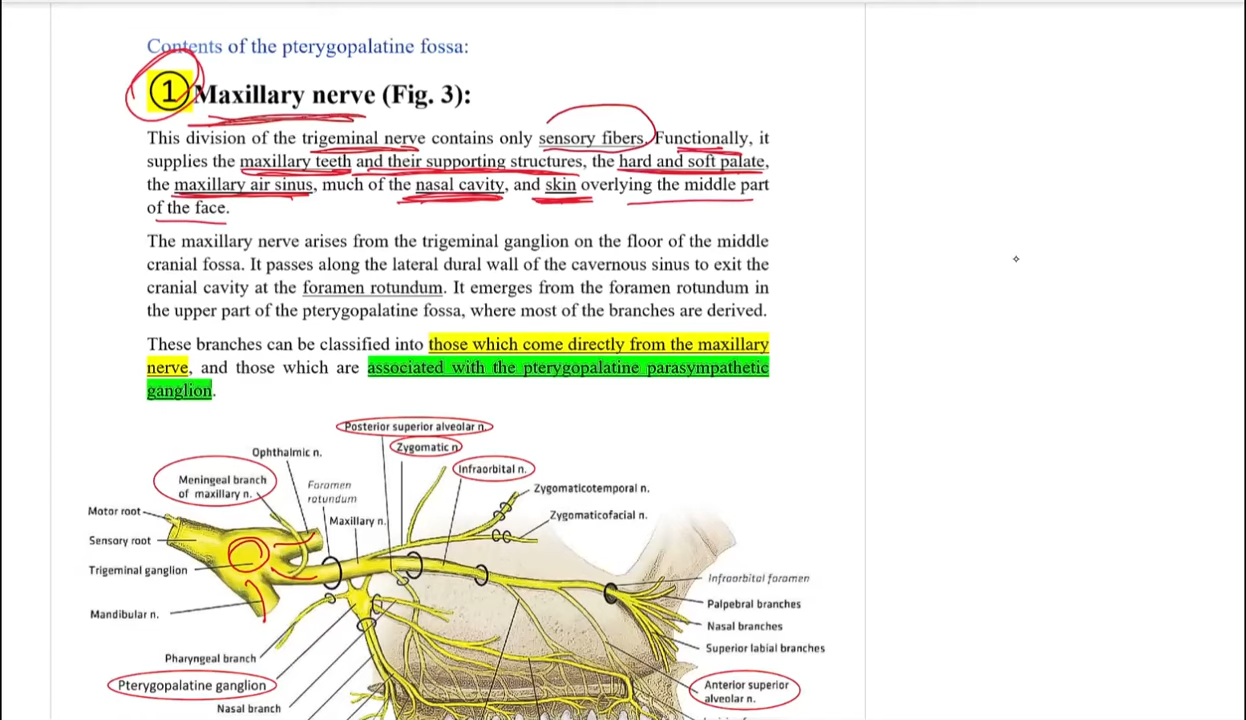 Contents of the pterygopalatine fossa:
1 Maxillary nerve (Fig. 3):
This division of the trigeminal nerve contains only sensory fibers. Functionally, it
supplies the maxillary teeth and their supporting structures, the hard and soft palate,
the maxillary air sinus, much of the nasal cavity, and skin overlying the middle part
of the face.
The maxillary nerve arises from the trigeminal ganglion on the floor of the middle
cranial fossa. It passes along the lateral dural wall of the cavernous sinus to exit the
cranial cavity at the foramen rotundum. It emerges from the foramen rotundum in
the upper part of the pterygopalatine fossa, where most of the branches are derived.
These branches can be classified into those which come directly from the maxillary
nerve, and those which are associated with the pterygopalatine parasympathetic
ganglion.
Posterior superior alveolar n.
Zygomatic n
Ophthalmic n.
Infraorbital n.
Meningeal branch
of maxillary n.
Foramen
rotundum
Zygomaticotemporal n.
Motor root
Maxillary n.
Zygomaticofacial n.
Sensory root
Trigeminal ganglion
Infraorbital foramen
Mandibular n.
Palpebral branches
Nasal branches
Superior labial branches
Pharyngeal branch
Pterygopalatine ganglion
Anterior superior
alveolar n.
Nasal branch